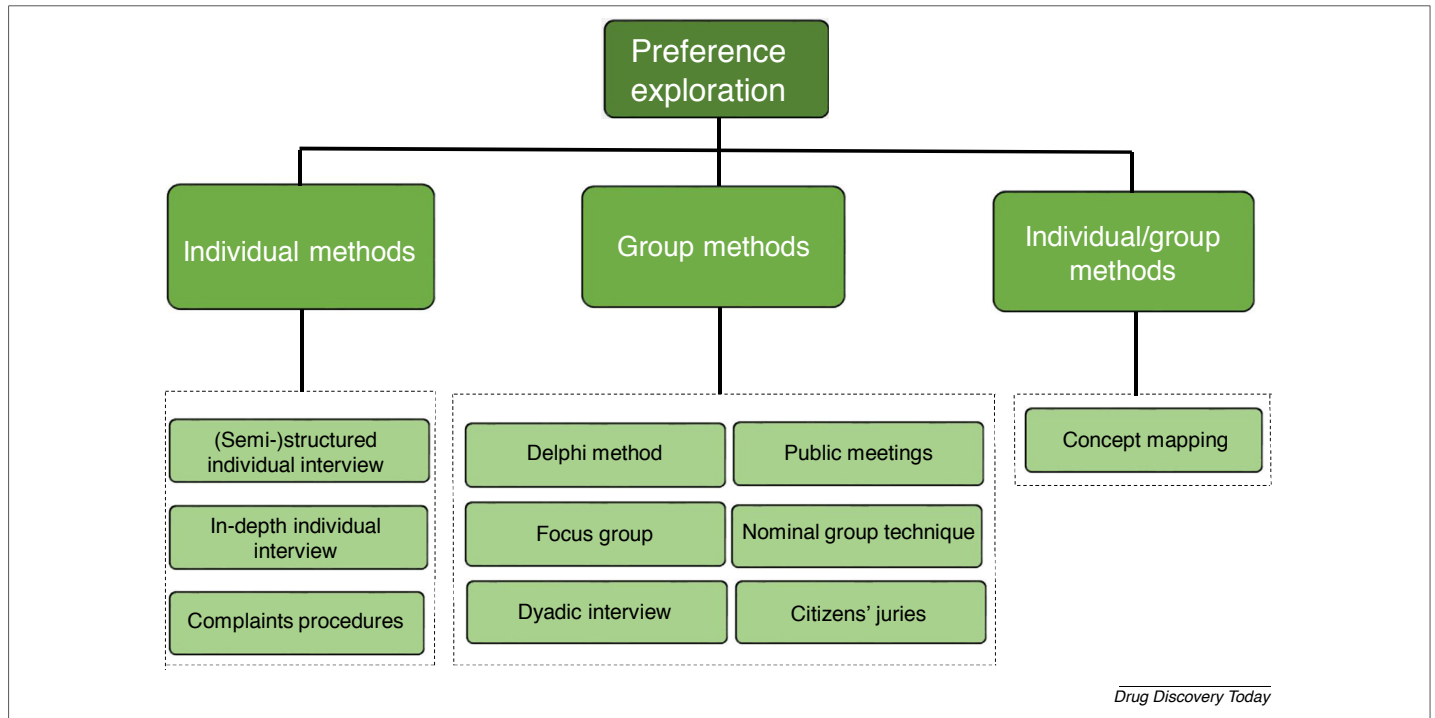 Preference
exploration
Individual methods
Group methods
Individual/group
methods
(Semi-)structured
individual interview
In-depth individual
interview
Complaints procedures
Delphi method
Public meetings
Focus group
Nominal group technique
Dyadic interview
Citizens’ juries
Concept mapping
Drug Discovery Today